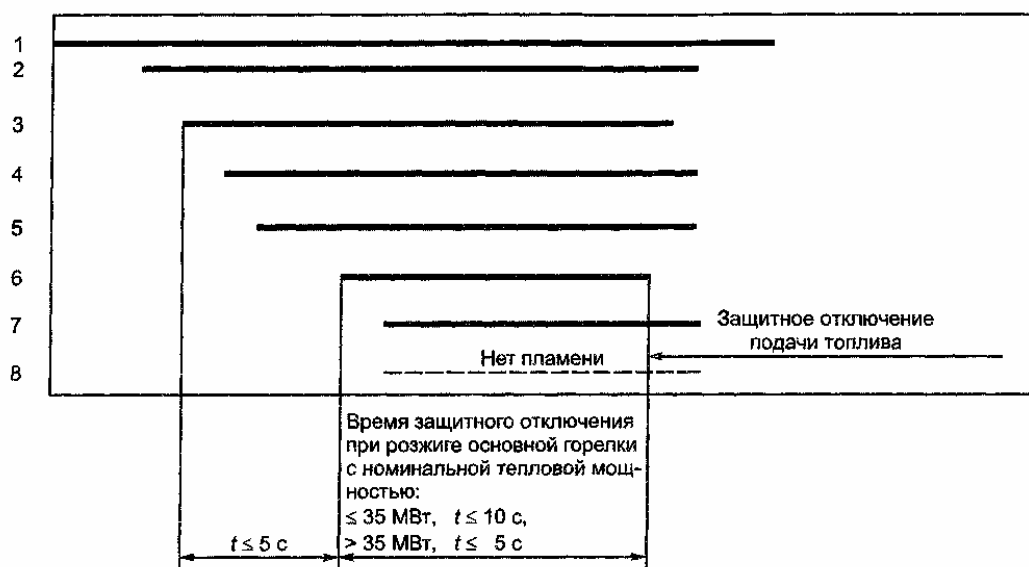 1
2
3
4
5
6
7
8
Защитное отключение
подачи топлива
Нет пламени
Время защитного отключения
при розжиге основной горелки
с номинальной тепловой мощ-
ностью:
≤ 35 МВт, t ≤ 10 с,
> 35 МВт, t ≤ 5 с
t ≤ 5 с